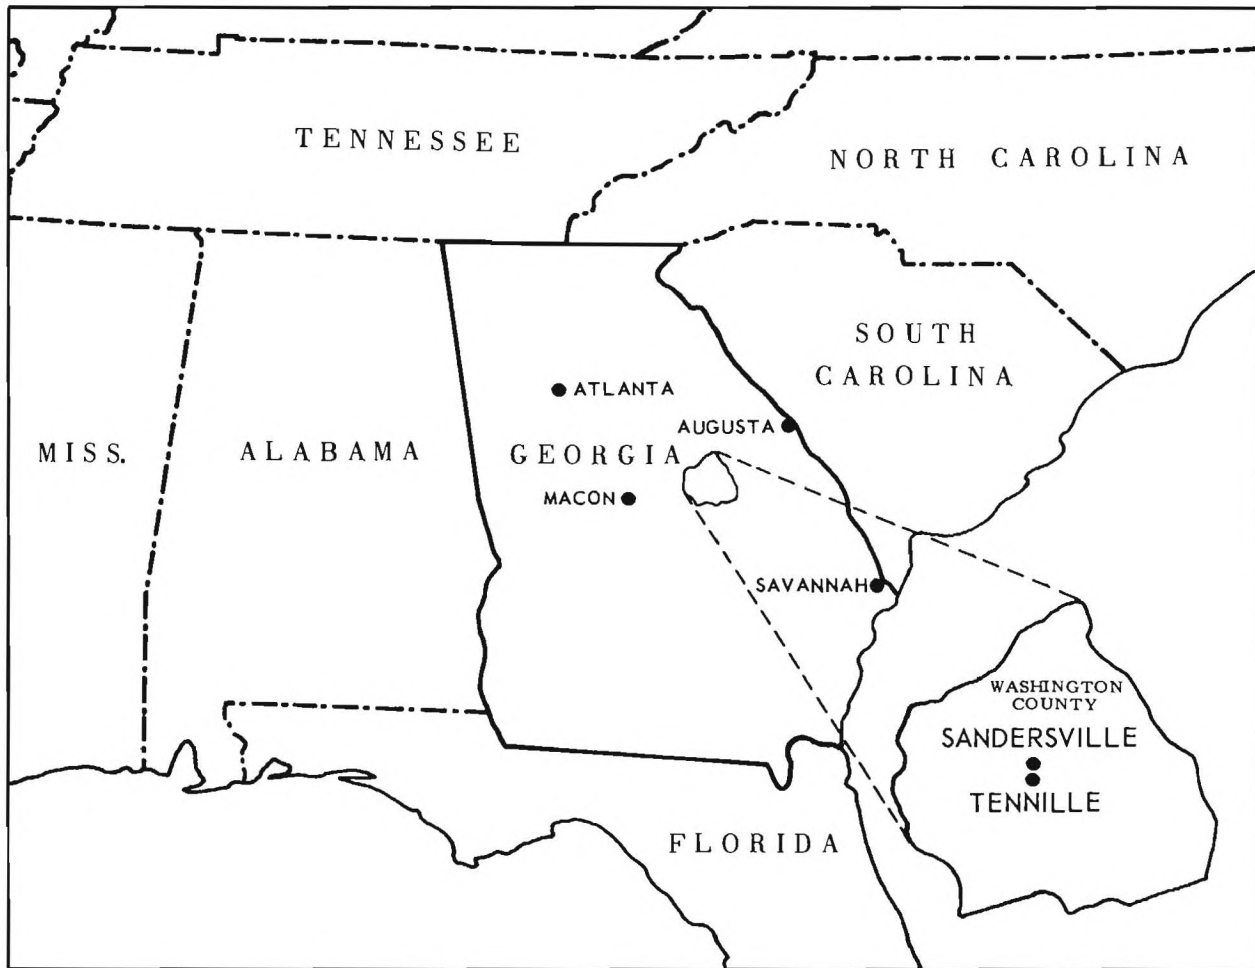 TENNESSEE
NORTH CAROLINA
SOUTH
CAROLINA
ATLANTA
AUGUSTA
MISS.
ALABAMA
GEORGIA
MACON
SAVANNAH
WASHINGTON
COUNTY
SANDERSVILLE
TENNILLE
FLORIDA